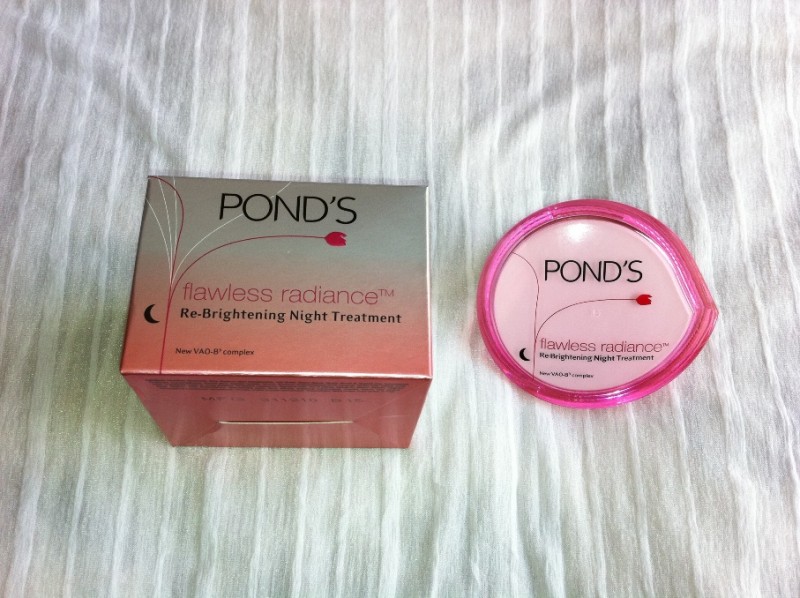 POND'S
flawless radiance™
Re-Brightening Night Treatment
New VAO-B³ complex
POND'S
flawless radiance™
Re-Brightening Night Treatment
New VAO-B³ complex